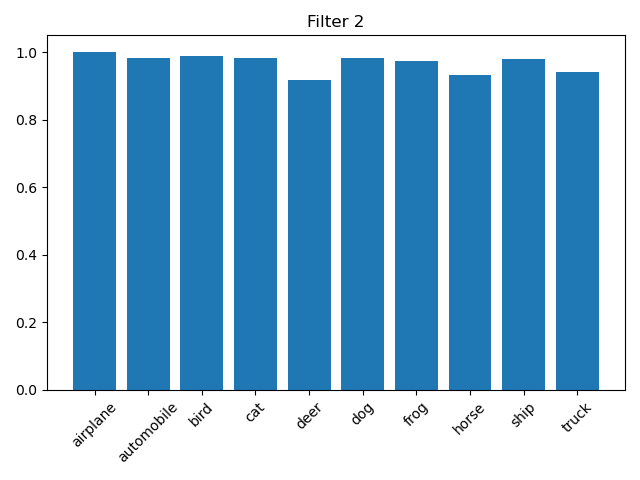 Filter 2
1.0
0.8
0.6
0.4
0.2
0.0
airplane
automobile
bird
cat
deer
dog
frog
horse
ship
truck